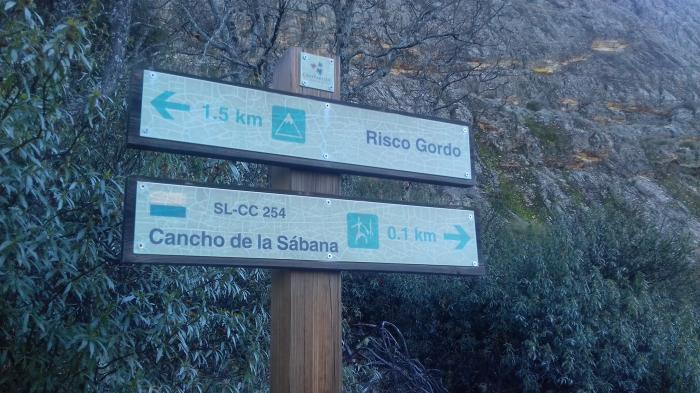 1.5 km
Risco Gordo
SL-CC 254
Cancho de la Sábana
0.1 km